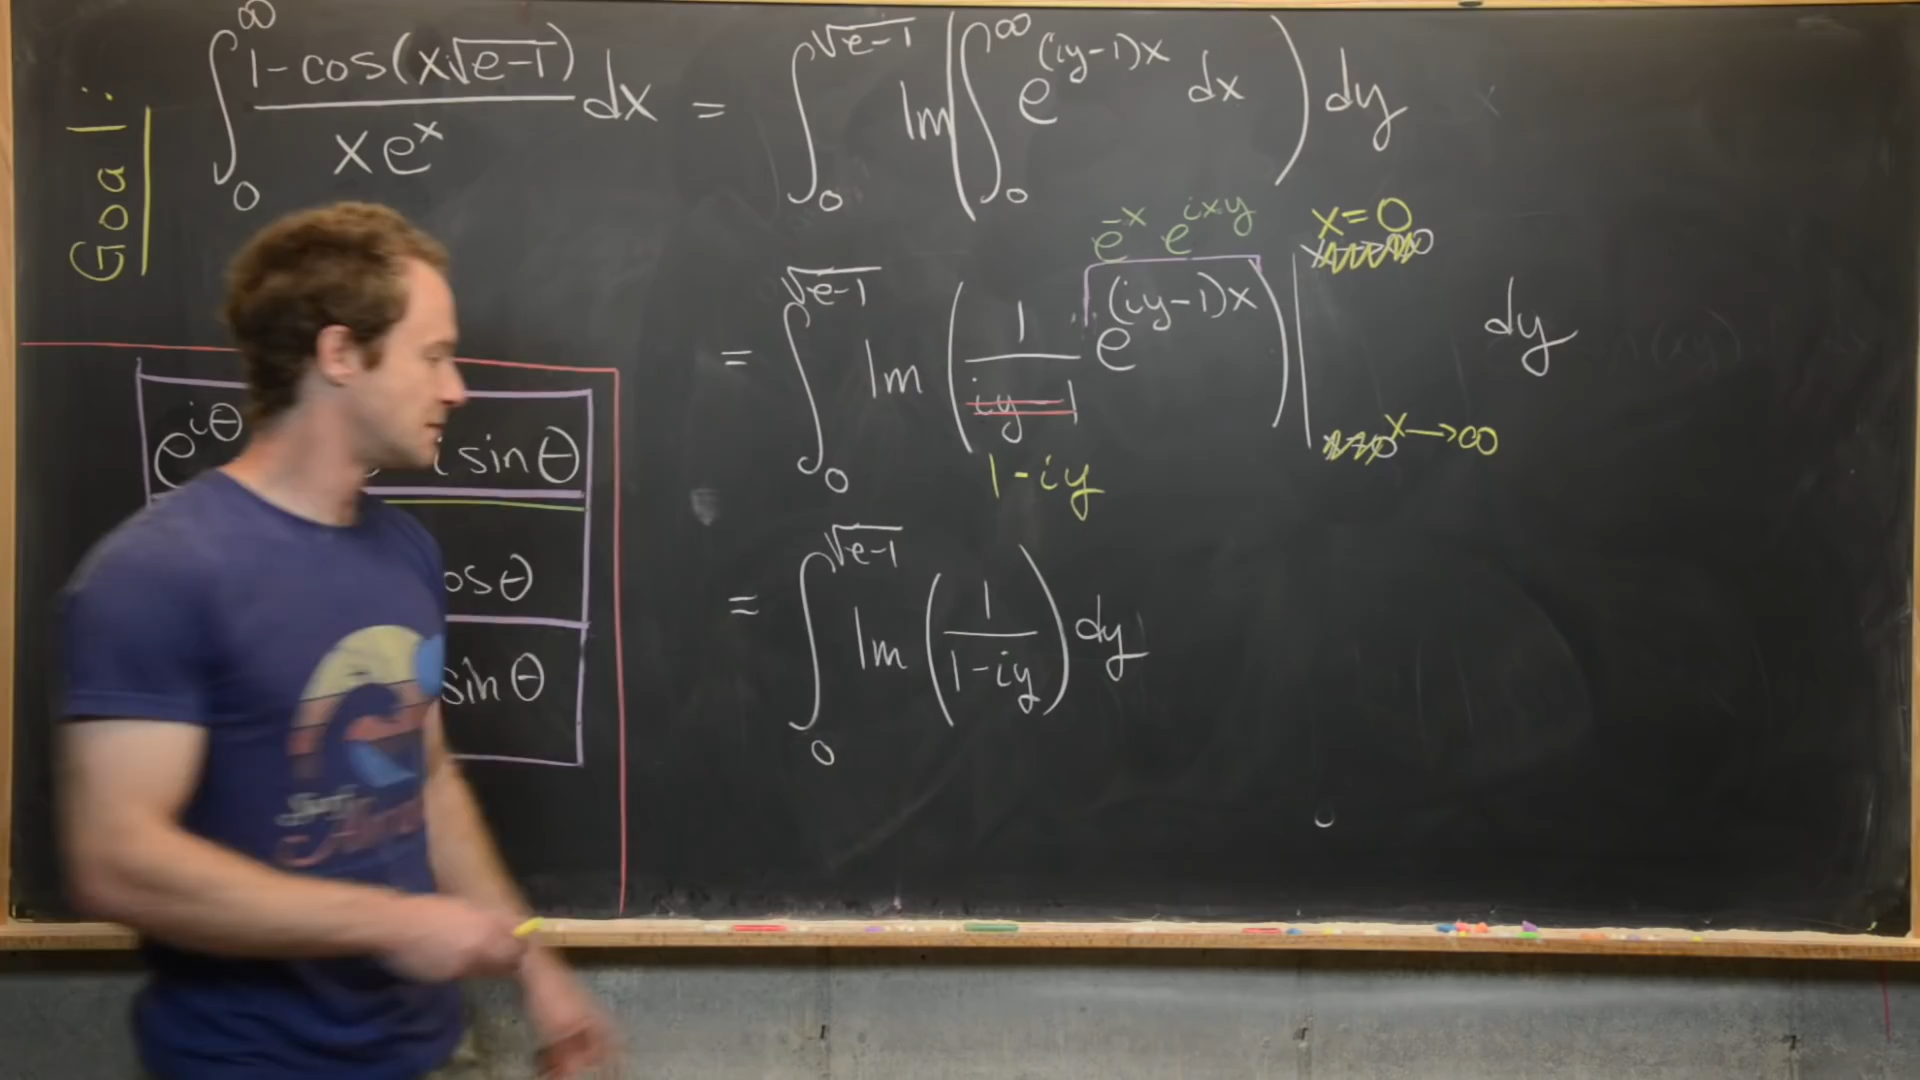 Goal:
∫₀^∞ (1-cos(x√(e-1)))/(xe^x) dx = ∫₀^√(e-1) Im(∫₀^∞ e^((iy-1)x) dx) dy
e^-x e^ixy
x=0
= ∫₀^√(e-1) Im(1/(iy-1) e^((iy-1)x))| dy
x→∞
1-iy
= ∫₀^√(e-1) Im(1/(1-iy)) dy
e^iθ i sinθ
osθ
sinθ